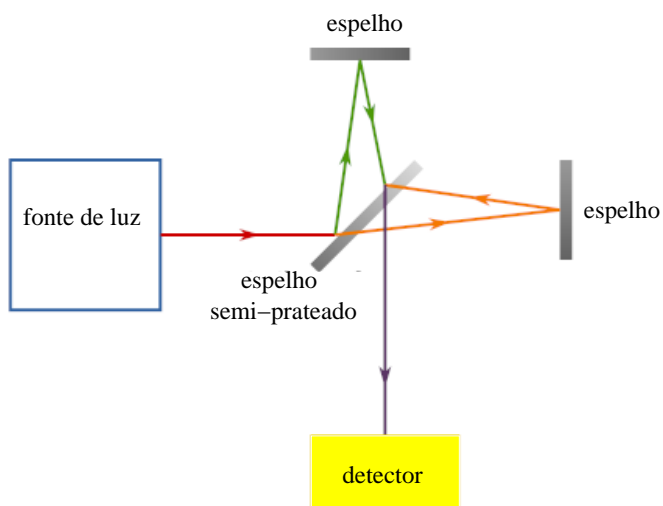 espelho
fonte de luz
espelho
espelho
semi−prateado
detector